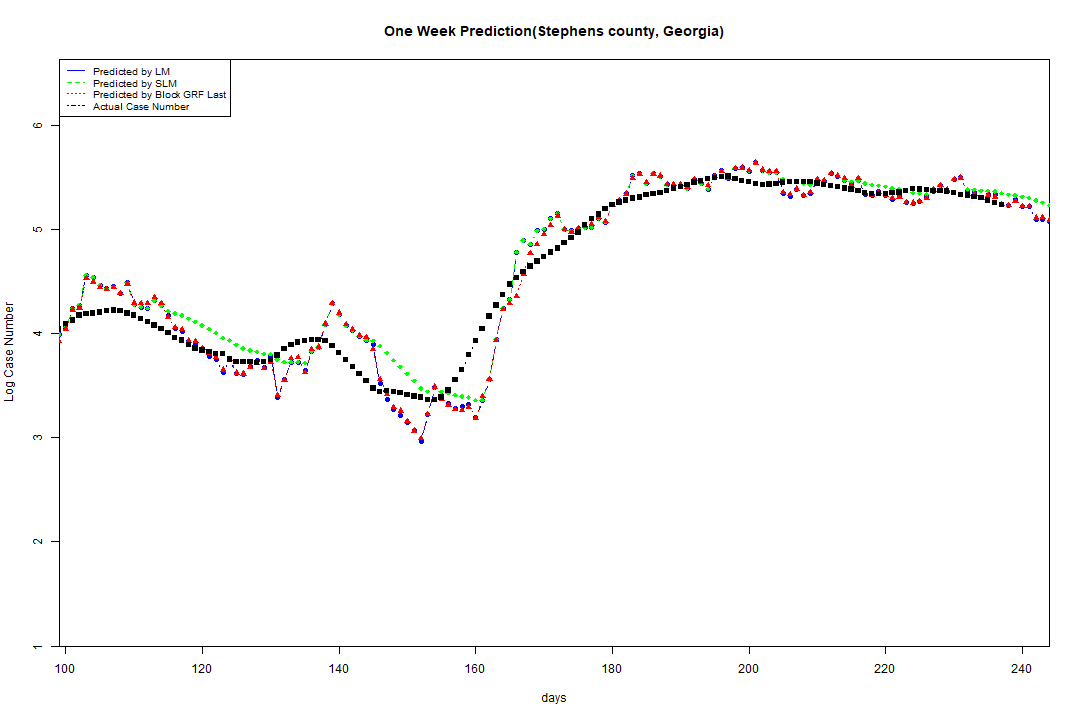 One Week Prediction(Stephens county, Georgia)
Predicted by LM
Predicted by SLM
Predicted by Block GRF Last
Actual Case Number
6
5
4
3
2
1
Log Case Number
100 120 140 160 180 200 220 240
days